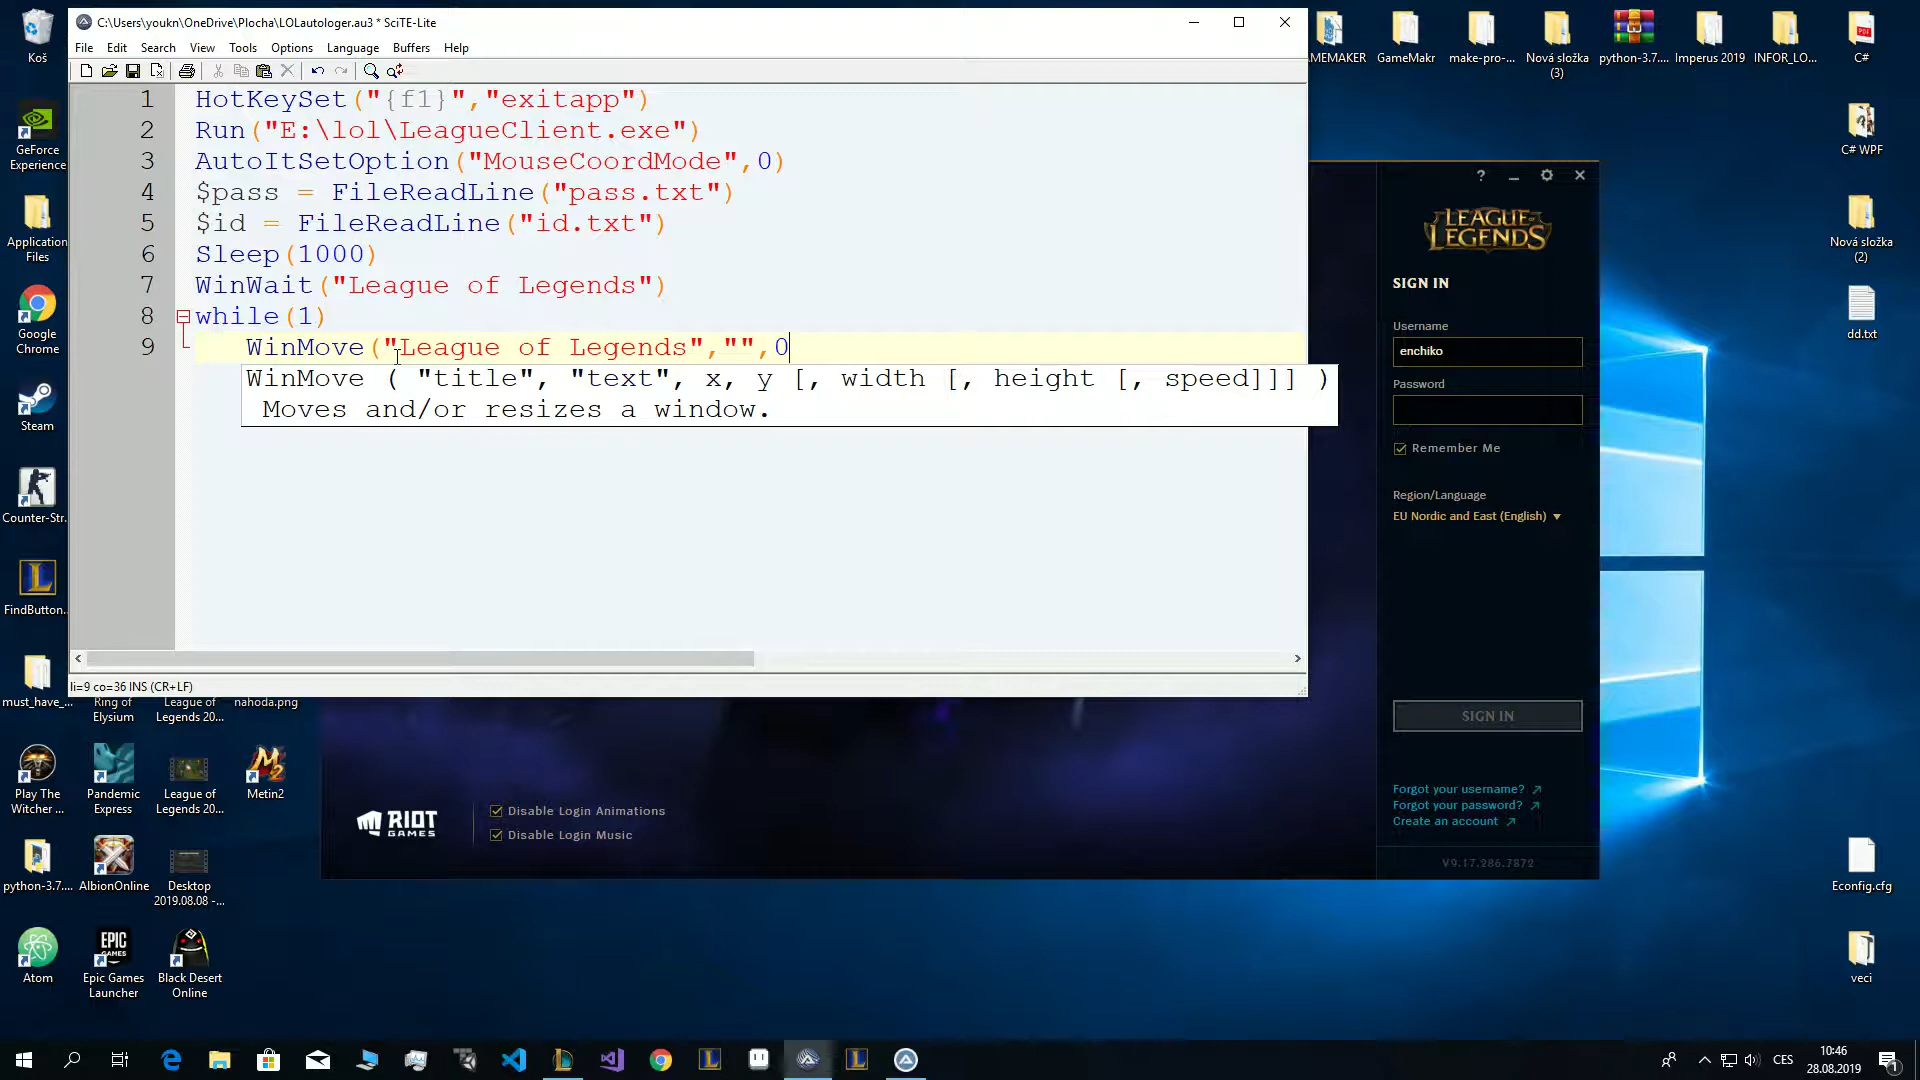 C:\Users\youkn\OneDrive\Plocha\LOLautologer.au3 * SciTE-Lite
File Edit Search View Tools Options Language Buffers Help
1 HotKeySet("{f1}","exitapp")
2 Run("E:\lol\LeagueClient.exe")
3 AutoItSetOption("MouseCoordMode",0)
4 $pass = FileReadLine("pass.txt")
5 $id = FileReadLine("id.txt")
6 Sleep(1000)
7 WinWait("League of Legends")
8 while(1)
9 WinMove("League of Legends","",0
WinMove ( "title", "text", x, y [, width [, height [, speed]]] )
Moves and/or resizes a window.
li=9 co=36 INS (CR+LF)
Koš
GeForce
Experience
Application
Files
Google
Chrome
Steam
Counter-Str...
FindButton...
must_have_...
Ring of
Elysium
League of
Legends 20...
nahoda.png
Play The
Witcher ...
Pandemic
Express
League of
Legends 20...
Metin2
python-3.7....
AlbionOnline
Desktop
2019.08.08 -...
Atom
Epic Games
Launcher
Black Desert
Online
EPIC
GAMES
GameMakr
make-pro-...
Nová složka
(3)
python-3.7....
Imperus 2019
INFOR_LO...
C#
C# WPF
Nová složka
(2)
dd.txt
Econfig.cfg
veci
?
LEAGUE OF
LEGENDS
SIGN IN
Username
enchiko
Password
Remember Me
Region/Language
EU Nordic and East (English)
SIGN IN
Forgot your username?
Forgot your password?
Create an account
V9.17.286.7872
RIOT
GAMES
Disable Login Animations
Disable Login Music
CES
10:46
28.08.2019
1